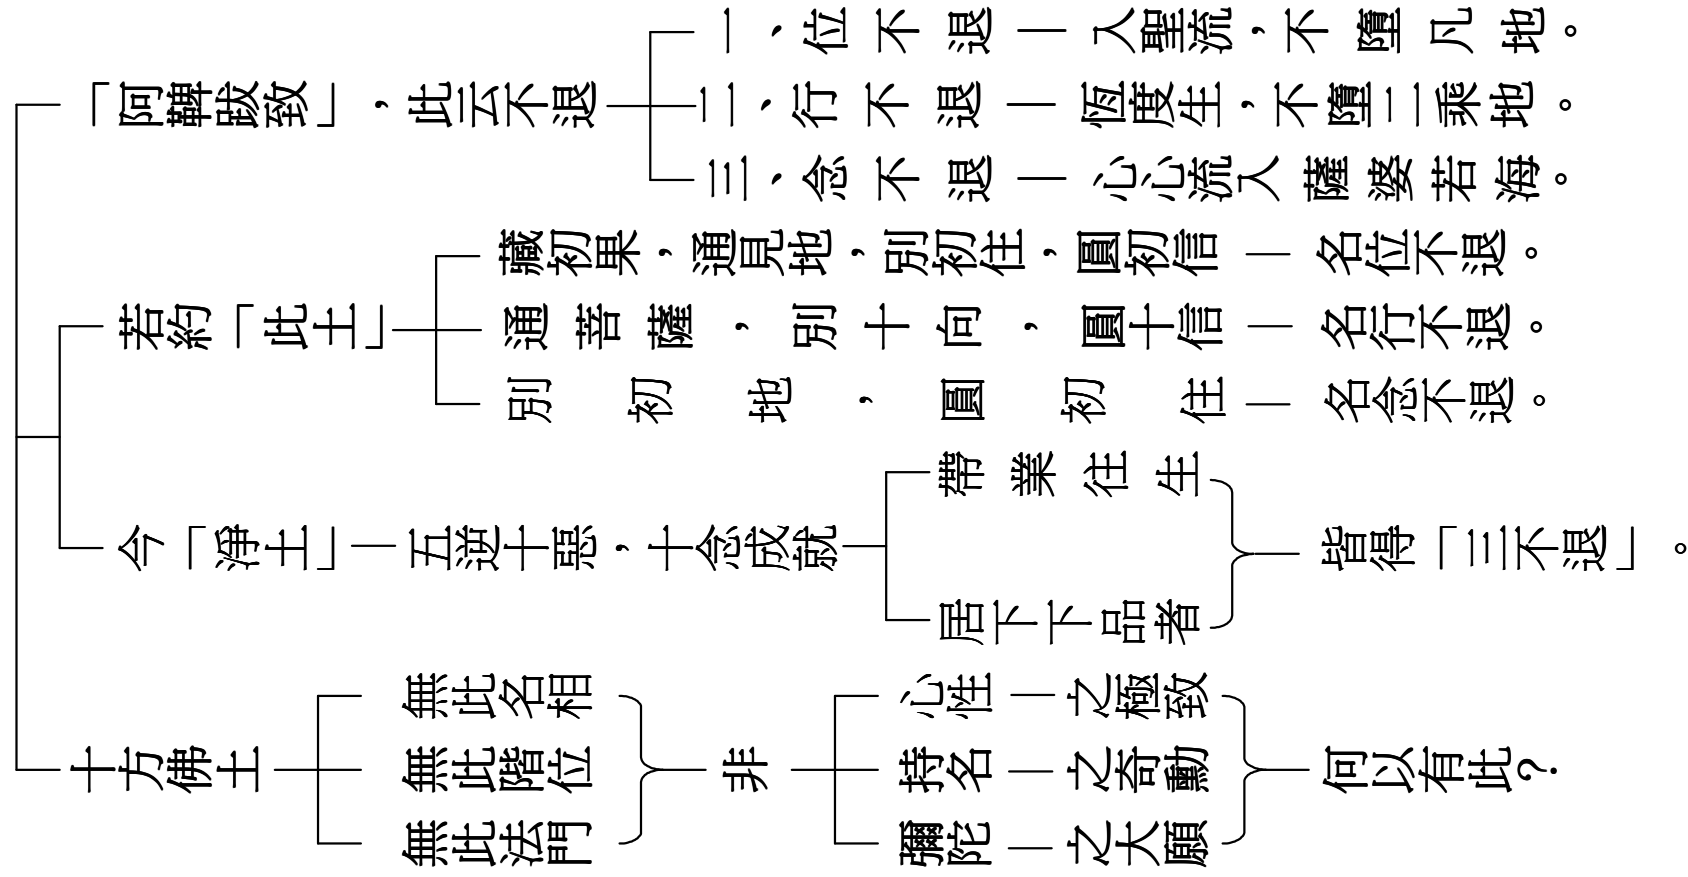 「阿鞞跋致」，此云不退
一、位不退—入聖流，不墮凡地。
二、行不退—恆度生，不墮二乘地。
三、念不退—心心流入薩婆若海。
若約「此土」
藏初果，通見地，別初住，圓初信—名位不退。
通菩薩，別十向，圓十信—名行不退。
別初地，圓初住—名念不退。
今「淨土」—五逆十惡，十念成就
帶業往生
居下下品者
皆得「三不退」。
十方佛土
無此名相
無此階位
無此法門
非
心性—之極致
持名—之奇勳
彌陀—之大願
何以有此？